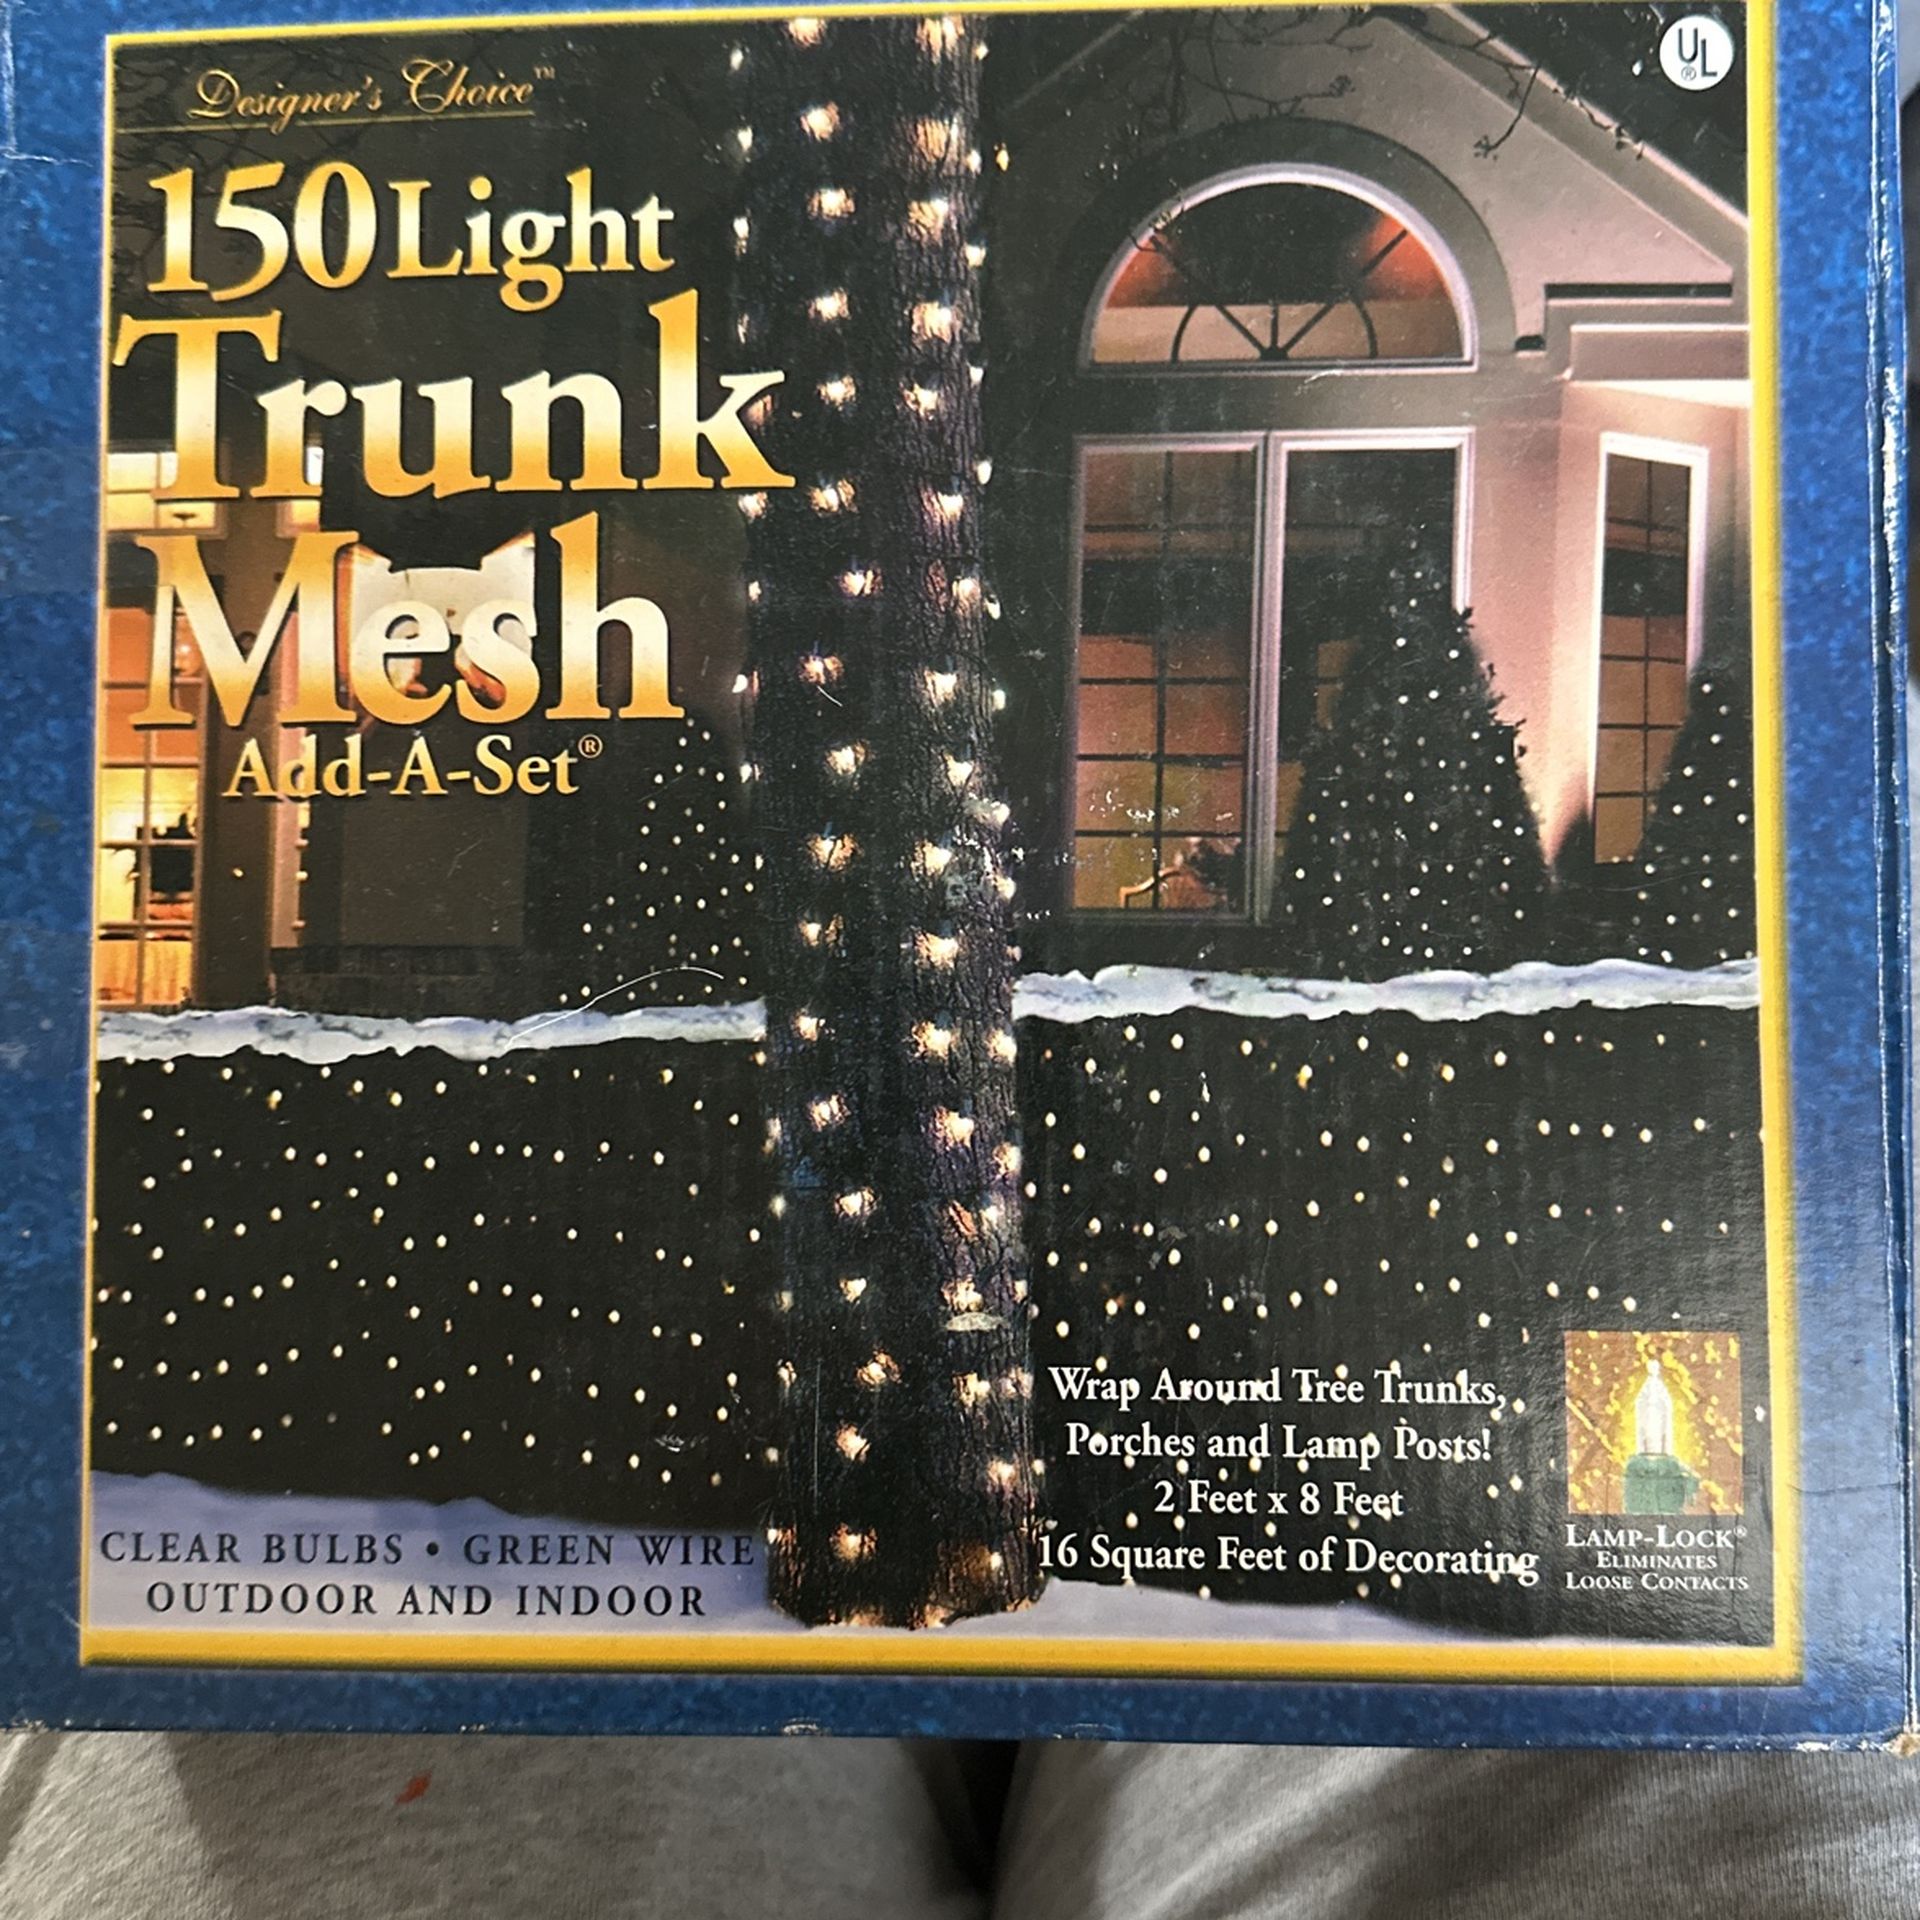 Designer's Choice™
UL
®
150 Light
Trunk
Mesh
Add-A-Set®
Wrap Around Tree Trunks,
Porches and Lamp Posts!
2 Feet x 8 Feet
16 Square Feet of Decorating
LAMP-LOCK®
ELIMINATES
LOOSE CONTACTS
CLEAR BULBS • GREEN WIRE
OUTDOOR AND INDOOR